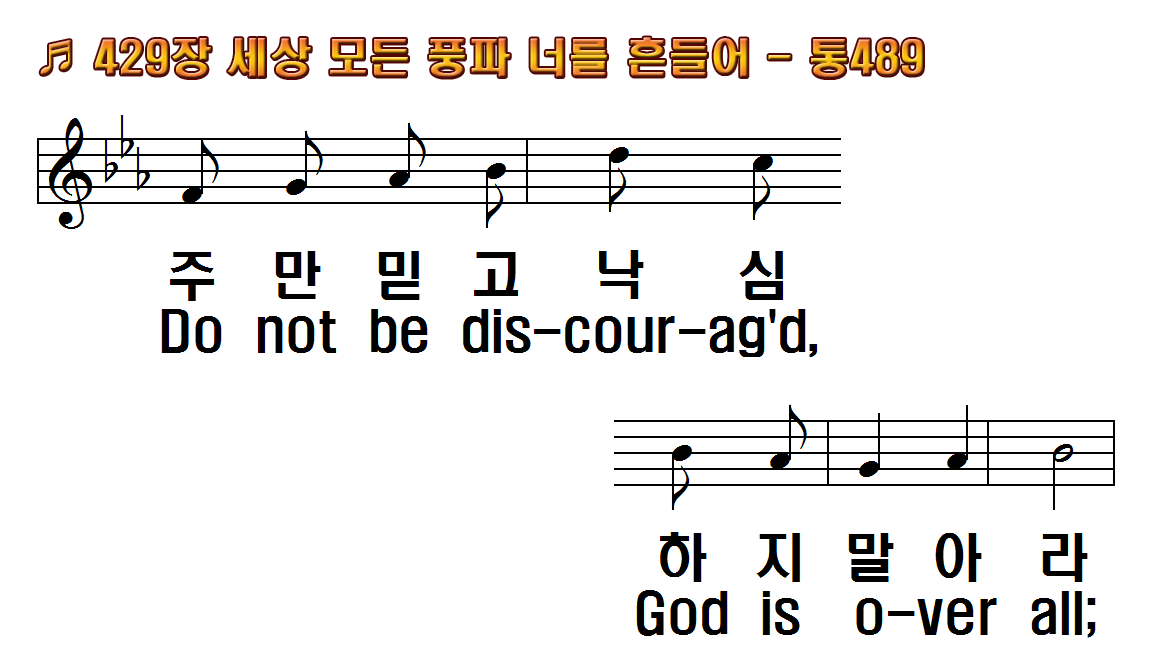 ♬ 429장 세상 모든 풍파 너를 흔들어 - 통489
주 만 믿 고 낙 심
Do not be dis-cour-ag'd,
하 지 말 아 라
God is o-ver all;